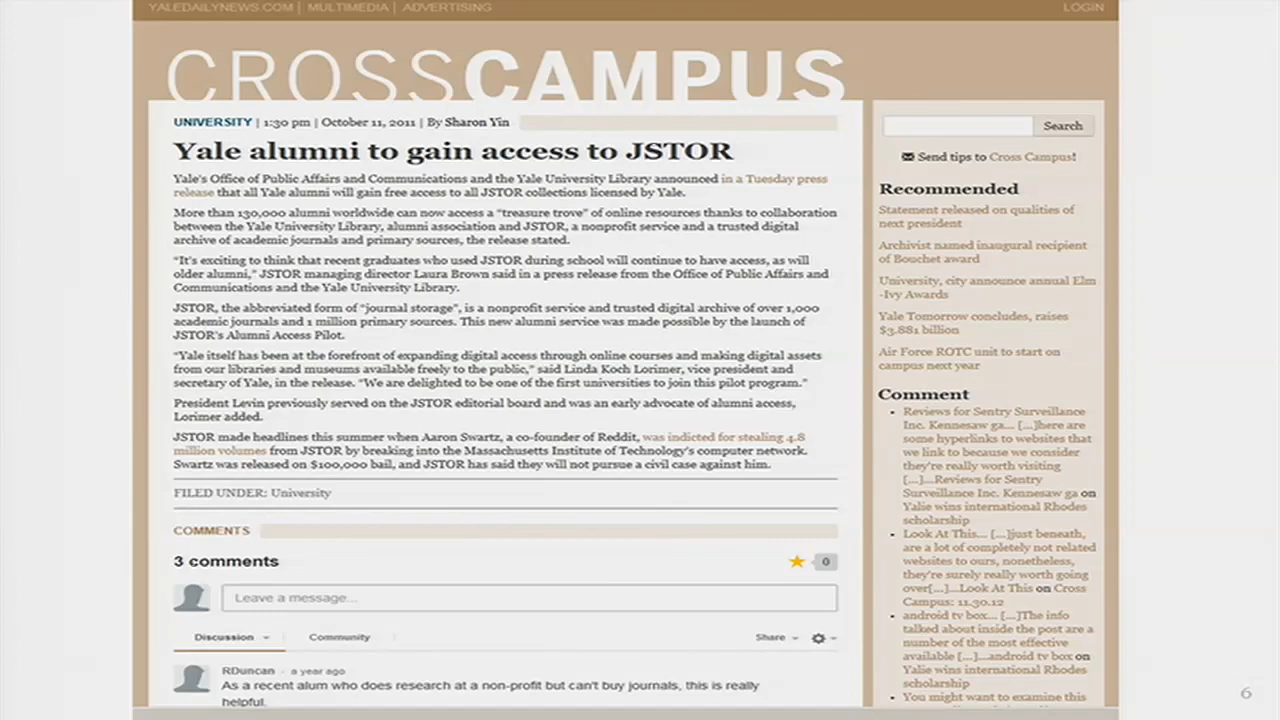 YALEDAILYNEWS.COM | MULTIMEDIA | ADVERTISING
LOGIN
CROSSCAMPUS
UNIVERSITY | 1:30 pm | October 11, 2011 | By Sharon Yin
Yale alumni to gain access to JSTOR
Yale's Office of Public Affairs and Communications and the Yale University Library announced in a Tuesday press
release that all Yale alumni will gain free access to all JSTOR collections licensed by Yale.
More than 130,000 alumni worldwide can now access a "treasure trove" of online resources thanks to collaboration
between the Yale University Library, alumni association and JSTOR, a nonprofit service and a trusted digital
archive of academic journals and primary sources, the release stated.
"It's exciting to think that recent graduates who used JSTOR during school will continue to have access, as will
older alumni," JSTOR managing director Laura Brown said in a press release from the Office of Public Affairs and
Communications and the Yale University Library.
JSTOR, the abbreviated form of "journal storage", is a nonprofit service and trusted digital archive of over 1,000
academic journals and 1 million primary sources. This new alumni service was made possible by the launch of
JSTOR's Alumni Access Pilot.
"Yale itself has been at the forefront of expanding digital access through online courses and making digital assets
from our libraries and museums available freely to the public," said Linda Koch Lorimer, vice president and
secretary of Yale, in the release. "We are delighted to be one of the first universities to join this pilot program."
President Levin previously served on the JSTOR editorial board and was an early advocate of alumni access,
Lorimer added.
JSTOR made headlines this summer when Aaron Swartz, a co-founder of Reddit, was indicted for stealing 4.8
million volumes from JSTOR by breaking into the Massachusetts Institute of Technology's computer network.
Swartz was released on $100,000 bail, and JSTOR has said they will not pursue a civil case against him.
FILED UNDER: University
COMMENTS
3 comments
0
Leave a message...
Discussion
Community
Share
RDuncan · a year ago
As a recent alum who does research at a non-profit but can't buy journals, this is really
helpful.
Search
Send tips to Cross Campus!
Recommended
Statement released on qualities of
next president
Archivist named inaugural recipient
of Bouchet award
University, city announce annual Elm
-Ivy Awards
Yale Tomorrow concludes, raises
$3.881 billion
Air Force ROTC unit to start on
campus next year
Comment
Reviews for Sentry Surveillance
Inc. Kennesaw ga... [...]here are
some hyperlinks to websites that
we link to because we consider
they're really worth visiting
[...]...Reviews for Sentry
Surveillance Inc. Kennesaw ga on
Yalie wins international Rhodes
scholarship
Look At This... [...]just beneath,
are a lot of completely not related
websites to ours, nonetheless,
they're surely really worth going
over[...]...Look At This on Cross
Campus: 11.30.12
android tv box... [...]The info
talked about inside the post are a
number of the most effective
available [...]...android tv box on
Yalie wins international Rhodes
scholarship
You might want to examine this
6